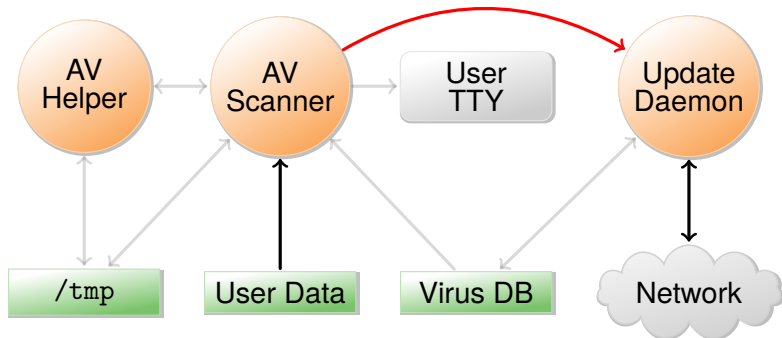 AV
Helper
AV
Scanner
User
TTY
Update
Daemon
/tmp
User Data
Virus DB
Network